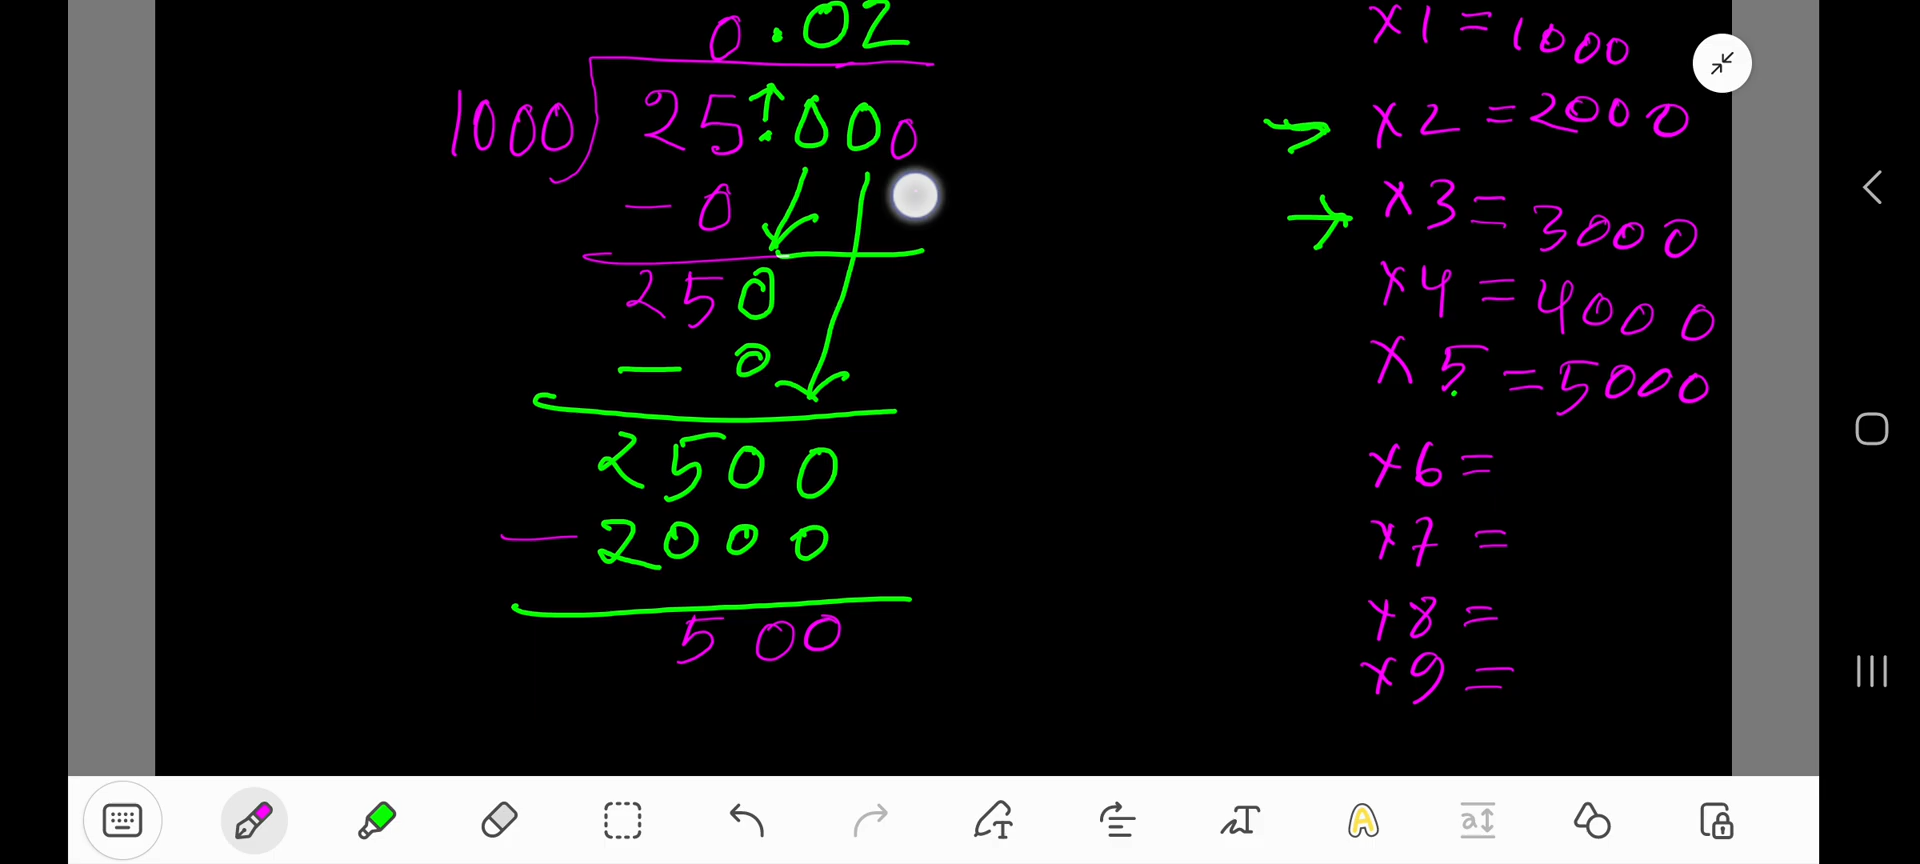 0.02
1000) 25.000
- 0
250
- 0
2500
- 2000
500
x1 = 1000
x2 = 2000
x3 = 3000
x4 = 4000
x5 = 5000
x6 =
x7 =
x8 =
x9 =
T T A a